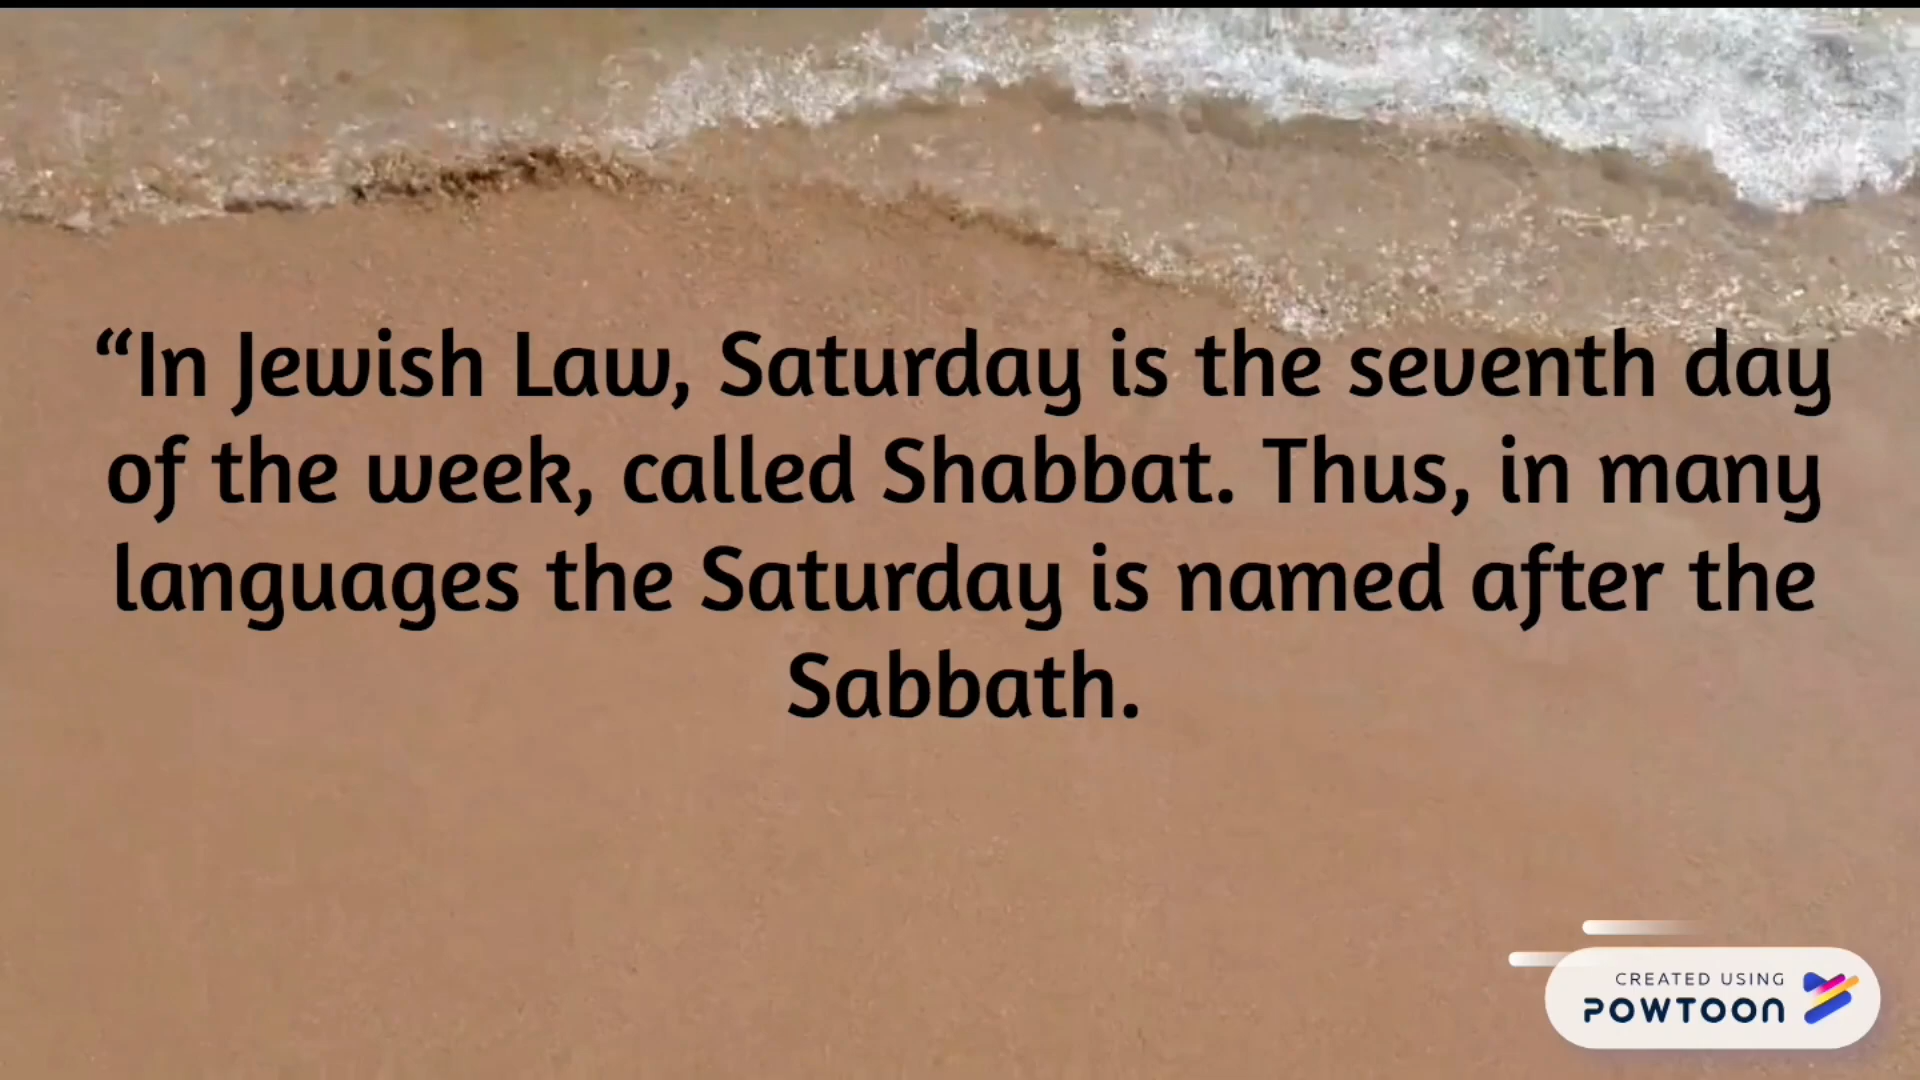 “In Jewish Law, Saturday is the seventh day
of the week, called Shabbat. Thus, in many
languages the Saturday is named after the
Sabbath.
CREATED USING
POWTOON